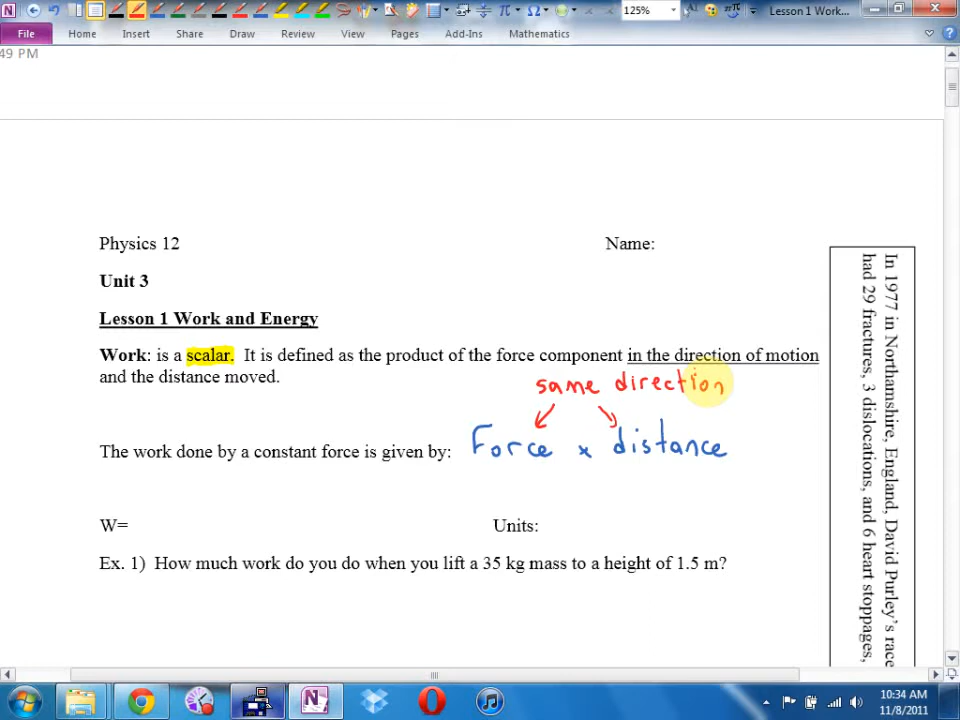 125%
Lesson 1 Work...
File Home Insert Share Draw Review View Pages Add-Ins Mathematics
49 PM
Physics 12 Name:
Unit 3
Lesson 1 Work and Energy
Work: is a scalar. It is defined as the product of the force component in the direction of motion
and the distance moved.
same direction
The work done by a constant force is given by: Force x distance
W= Units:
Ex. 1) How much work do you do when you lift a 35 kg mass to a height of 1.5 m?
In 1977 in Northamshire, England, David Purley's race
had 29 fractures, 3 dislocations, and 6 heart stoppages,
10:34 AM
11/8/2011